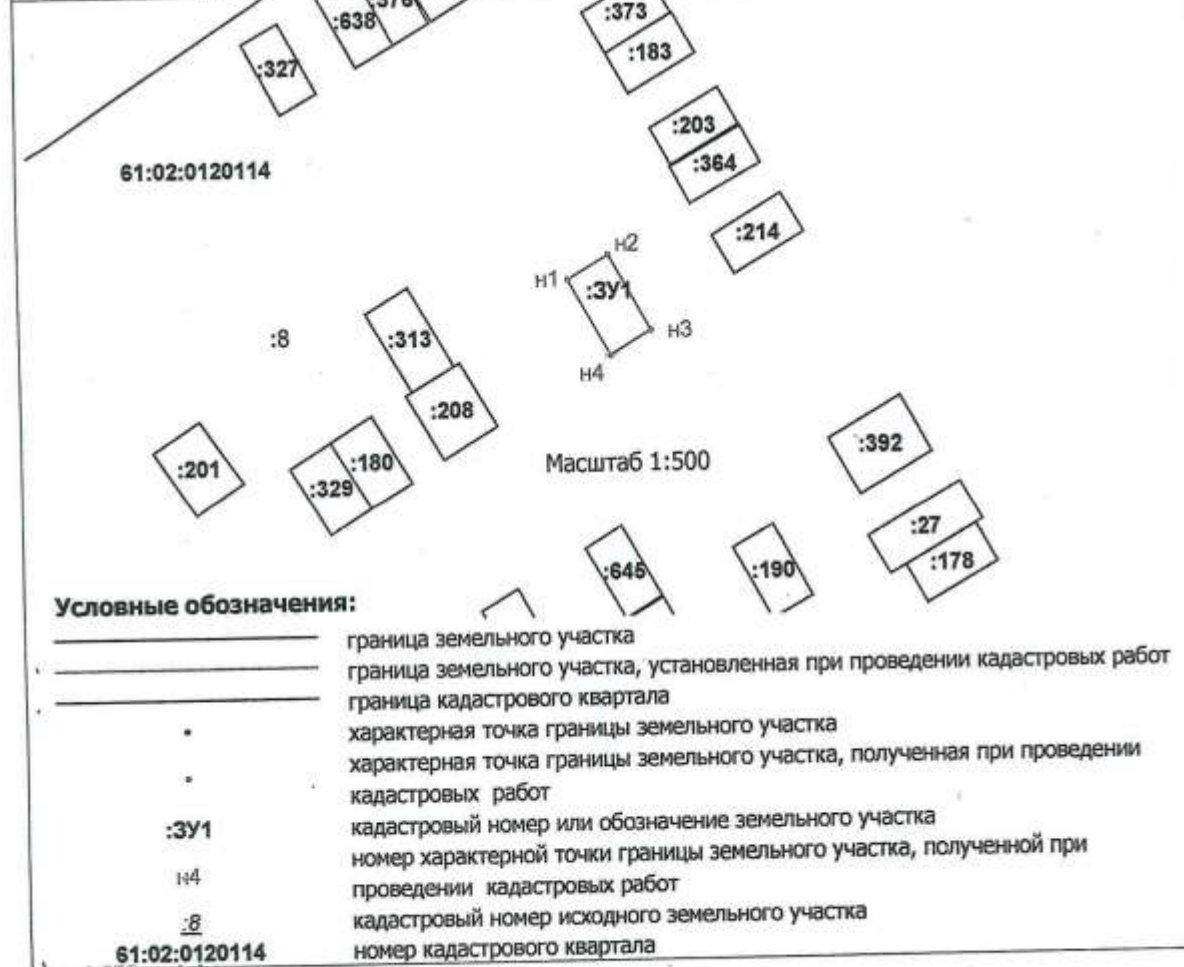 :638
:376
:373
:183
:327
:203
:364
61:02:0120114
:214
н2
н1
:ЗУ1
:8
:313
н3
н4
:208
:392
:201
:180
:329
Масштаб 1:500
:27
:178
:645
:190
Условные обозначения:
граница земельного участка
граница земельного участка, установленная при проведении кадастровых работ
граница кадастрового квартала
характерная точка границы земельного участка
характерная точка границы земельного участка, полученная при проведении
кадастровых работ
:ЗУ1 кадастровый номер или обозначение земельного участка
н4 номер характерной точки границы земельного участка, полученной при
проведении кадастровых работ
:8 кадастровый номер исходного земельного участка
61:02:0120114 номер кадастрового квартала